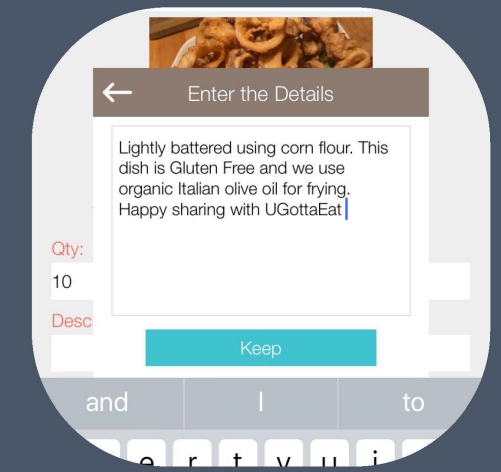 Enter the Details
Lightly battered using corn flour. This
dish is Gluten Free and we use
organic Italian olive oil for frying.
Happy sharing with UGottaEat
Qty:
10
Desc
Keep
and I to
e r t y u i